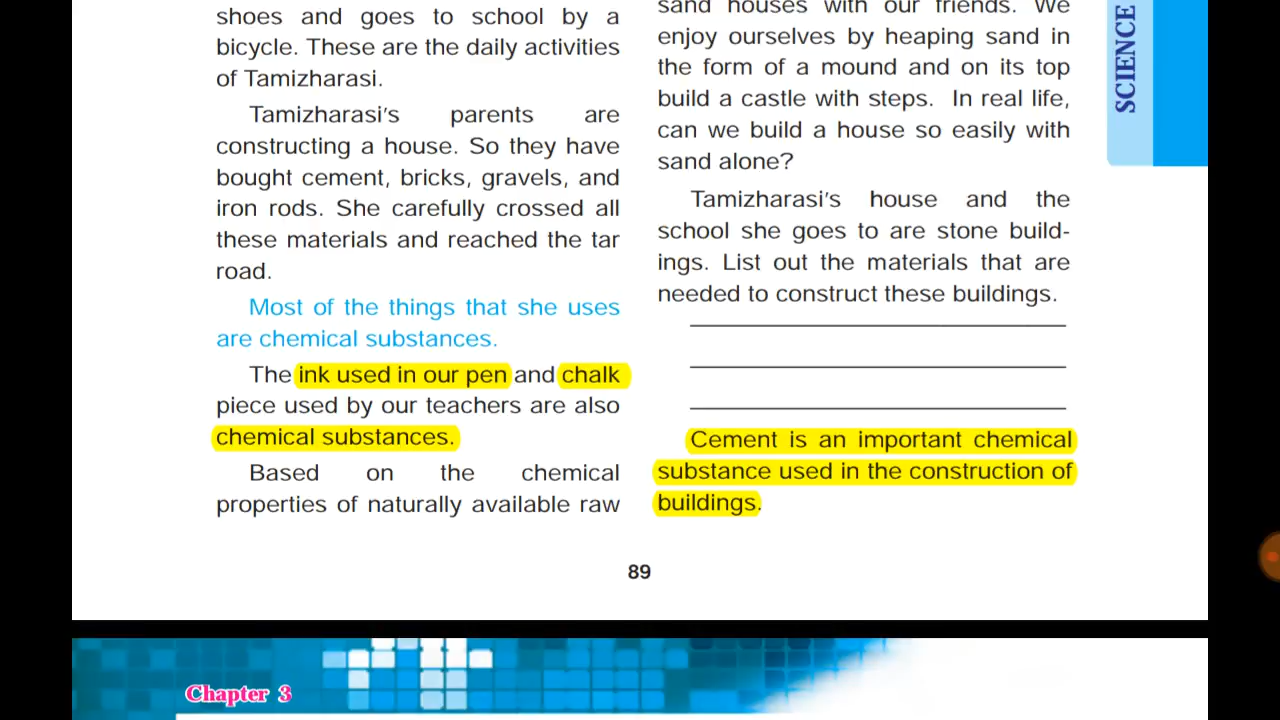 shoes and goes to school by a
bicycle. These are the daily activities
of Tamizharasi.
Tamizharasi's parents are
constructing a house. So they have
bought cement, bricks, gravels, and
iron rods. She carefully crossed all
these materials and reached the tar
road.
Most of the things that she uses
are chemical substances.
The ink used in our pen and chalk
piece used by our teachers are also
chemical substances.
Based on the chemical
properties of naturally available raw
sand houses with our friends. We
enjoy ourselves by heaping sand in
the form of a mound and on its top
build a castle with steps. In real life,
can we build a house so easily with
sand alone?
Tamizharasi's house and the
school she goes to are stone build-
ings. List out the materials that are
needed to construct these buildings.
Cement is an important chemical
substance used in the construction of
buildings.
SCIENCE
89
Chapter 3